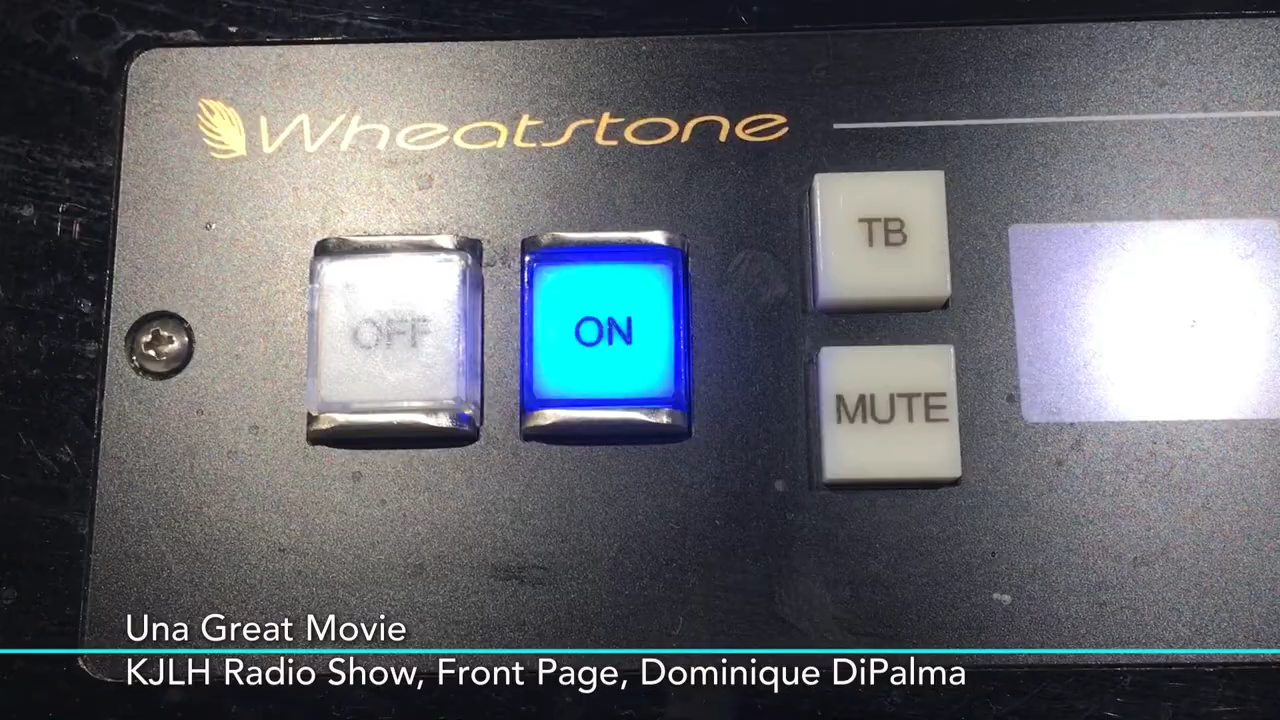 Wheatstone
TB
OFF
ON
MUTE
Una Great Movie
KJLH Radio Show, Front Page, Dominique DiPalma